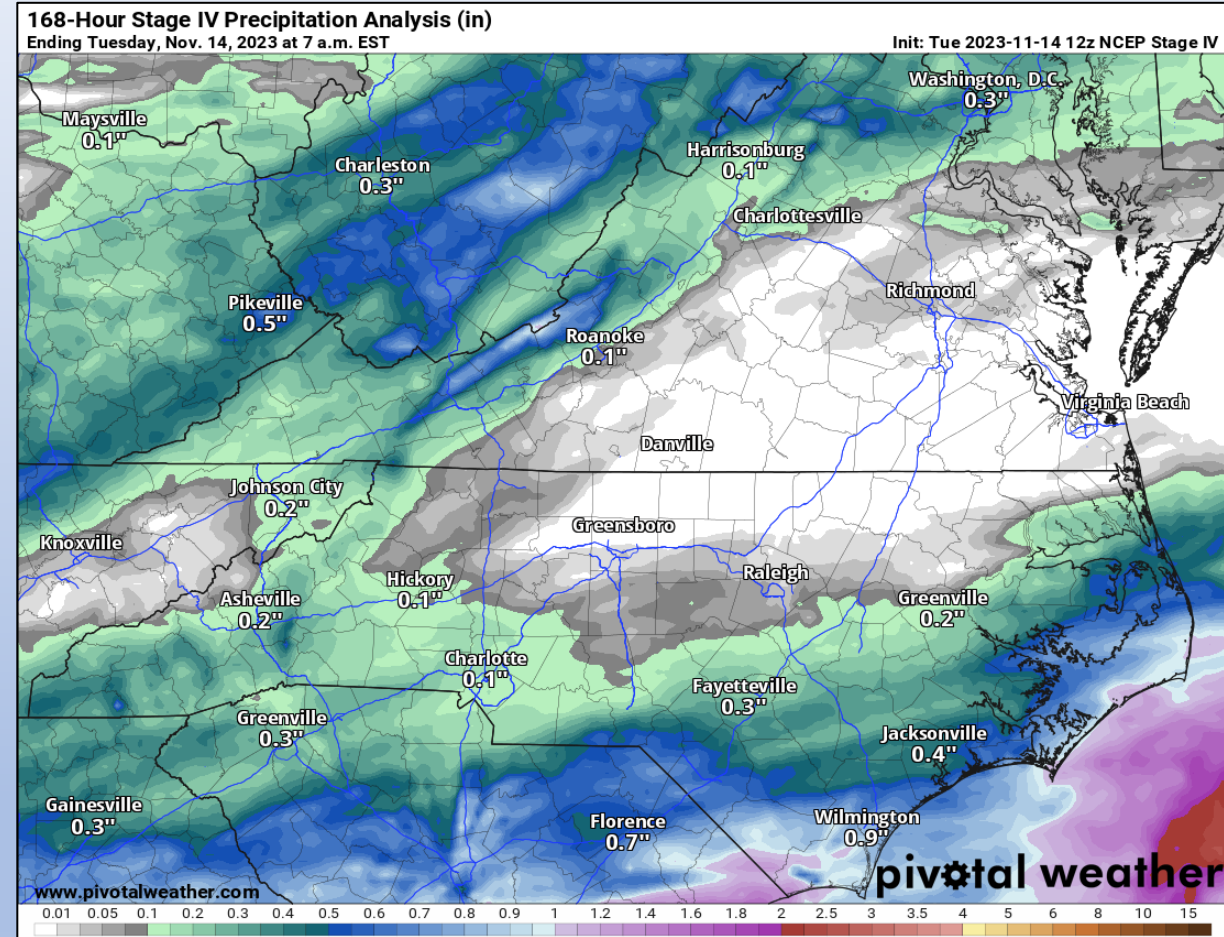 168-Hour Stage IV Precipitation Analysis (in)
Ending Tuesday, Nov. 14, 2023 at 7 a.m. EST
Init: Tue 2023-11-14 12z NCEP Stage IV
Washington, D.C.
0.3"
Maysville
0.1"
Harrisonburg
0.1"
Charleston
0.3"
Charlottesville
Richmond
Pikeville
0.5"
Roanoke
0.1"
Virginia Beach
Danville
Johnson City
0.2"
Greensboro
Knoxville
Raleigh
Hickory
0.1"
Asheville
0.2"
Greenville
0.2"
Charlotte
0.1"
Fayetteville
0.3"
Greenville
0.3"
Jacksonville
0.4"
Gainesville
0.3"
Florence
0.7"
Wilmington
0.9"
pivotal weather
www.pivotalweather.com
0.01 0.05 0.1 0.2 0.3 0.4 0.5 0.6 0.7 0.8 0.9 1 1.2 1.4 1.6 1.8 2 2.5 3 3.5 4 5 6 8 10 15